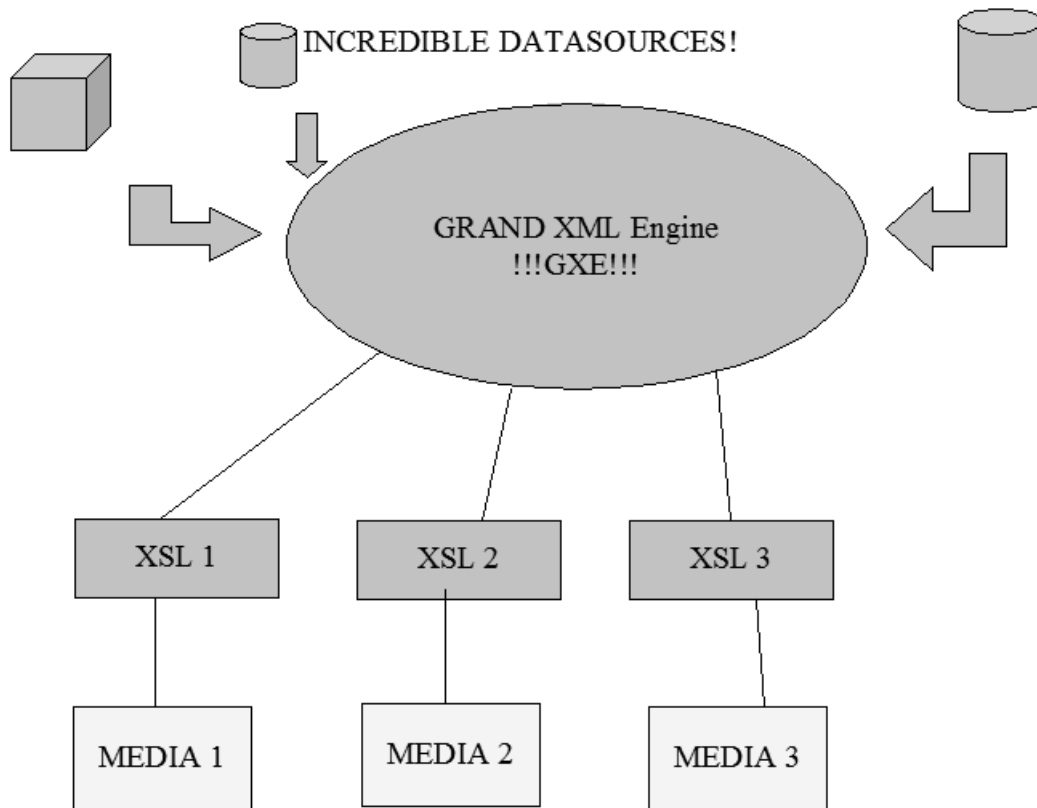 INCREDIBLE DATASOURCES!
GRAND XML Engine
!!!GXE!!!
XSL 1
XSL 2
XSL 3
MEDIA 1
MEDIA 2
MEDIA 3